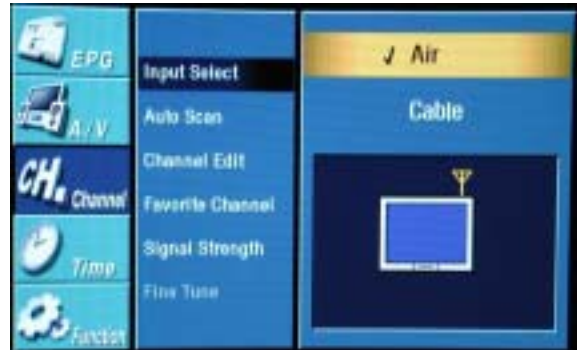 EPG
A/V
CH. Channel
Time
Function
Input Select
Auto Scan
Channel Edit
Favorite Channel
Signal Strength
Fine Tune
✓ Air
Cable